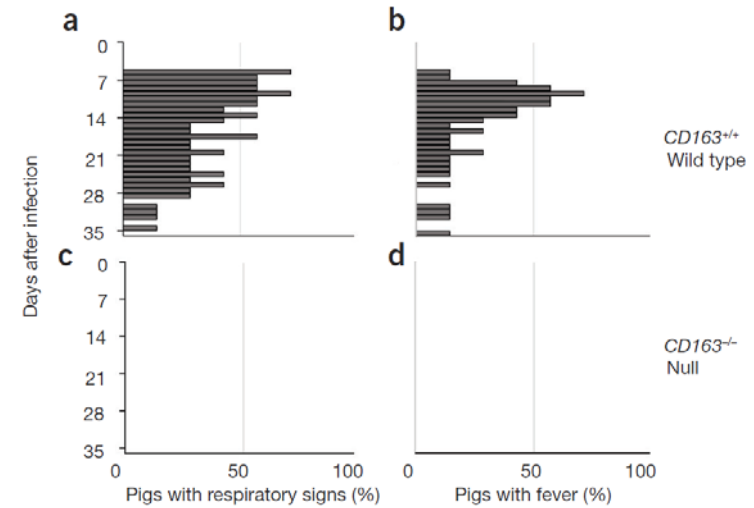 a
b
0
7
14
21
28
35
CD163+/+
Wild type
Days after infection
c
d
0
7
14
21
28
35
CD163-/-
Null
0 50 100
0 50 100
Pigs with respiratory signs (%)
Pigs with fever (%)